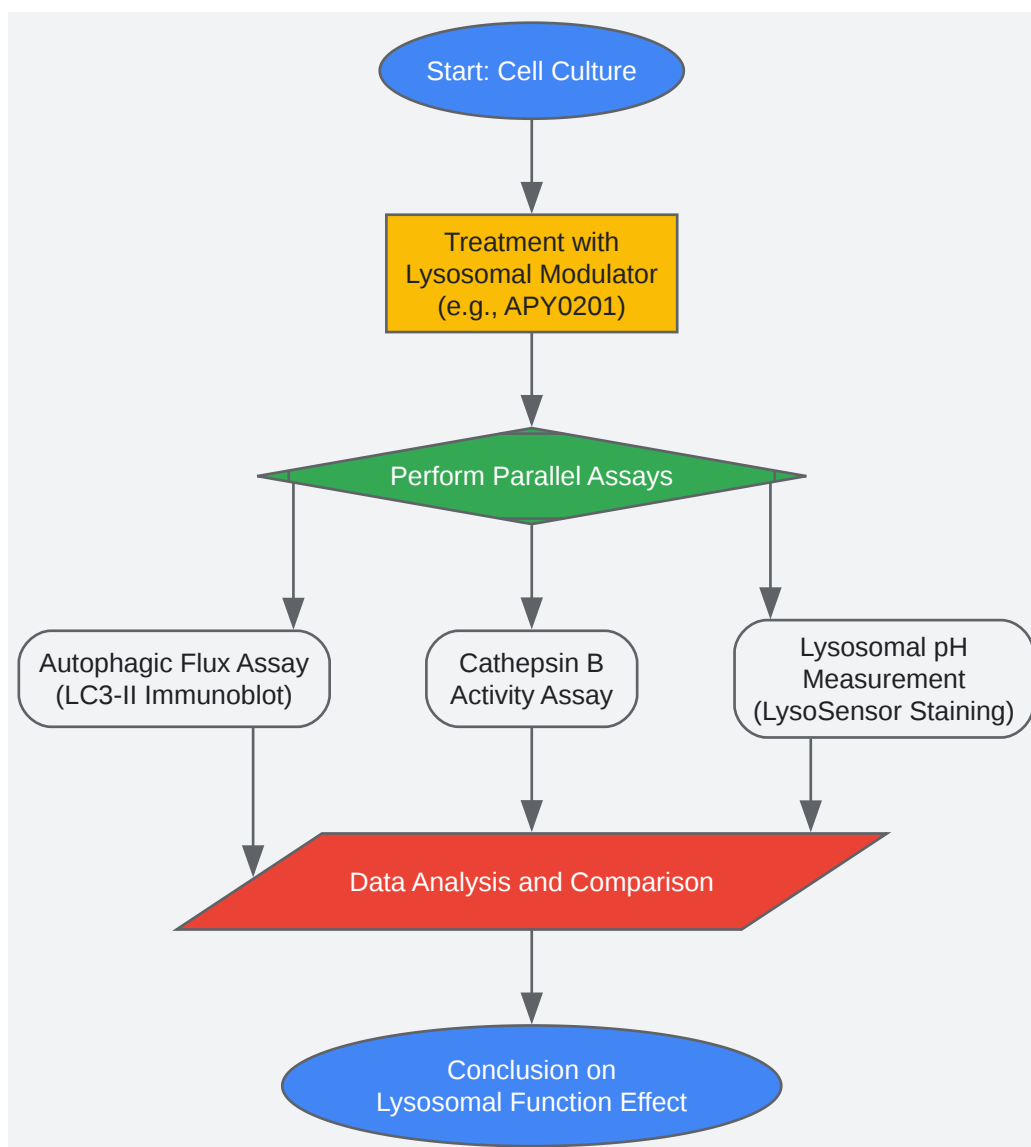 Start: Cell Culture
Treatment with
Lysosomal Modulator
(e.g., APY0201)
Perform Parallel Assays
Autophagic Flux Assay
(LC3-II Immunoblot)
Cathepsin B
Activity Assay
Lysosomal pH
Measurement
(LysoSensor Staining)
Data Analysis and Comparison
Conclusion on
Lysosomal Function Effect